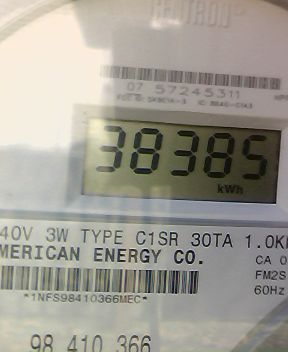 CENTRON
07 57245311
38385
kWh
40V 3W TYPE C1SR 30TA 1.0K
MERICAN ENERGY CO.
CA 0
FM2S
*1NFS98410366MEC*
60Hz
98 410 366